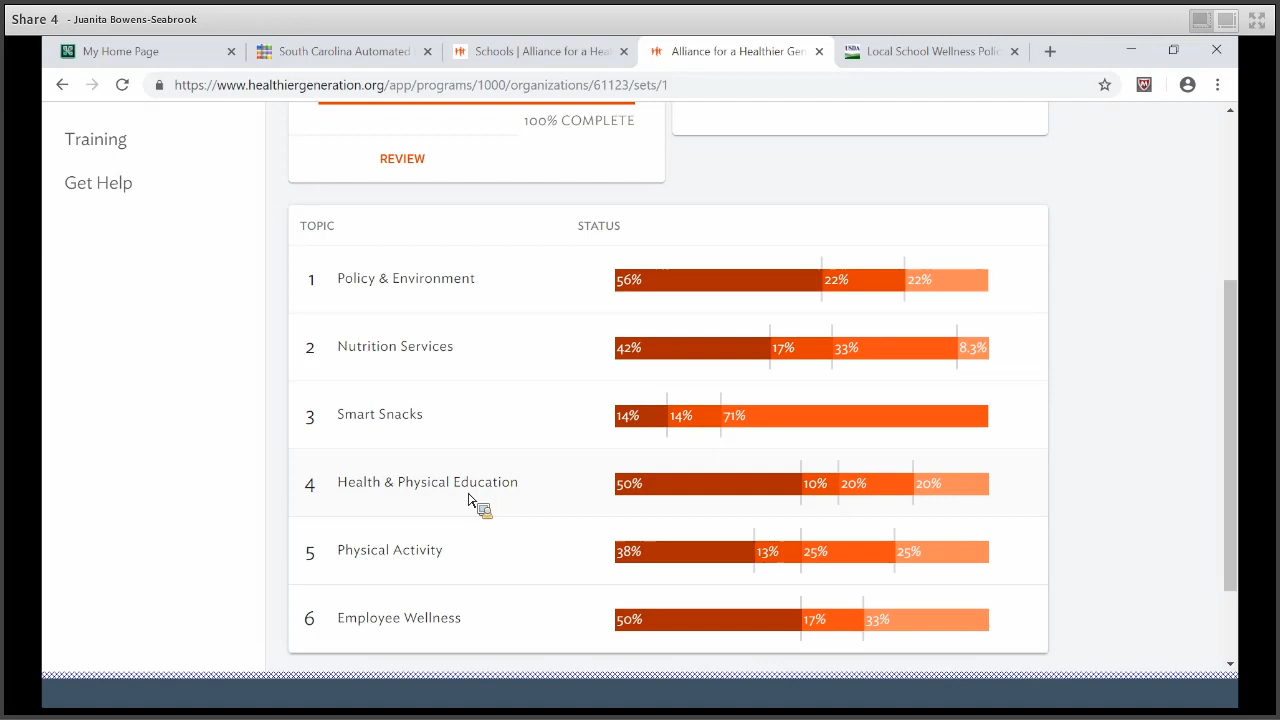 Share 4 - Juanita Bowens-Seabrook
My Home Page
South Carolina Automated
Schools | Alliance for a Heal
Alliance for a Healthier Gen
Local School Wellness Polic
https://www.healthiergeneration.org/app/programs/1000/organizations/61123/sets/1
Training
Get Help
100% COMPLETE
REVIEW
TOPIC STATUS
1 Policy & Environment 56% 22% 22%
2 Nutrition Services 42% 17% 33% 8.3%
3 Smart Snacks 14% 14% 71%
4 Health & Physical Education 50% 10% 20% 20%
5 Physical Activity 38% 13% 25% 25%
6 Employee Wellness 50% 17% 33%